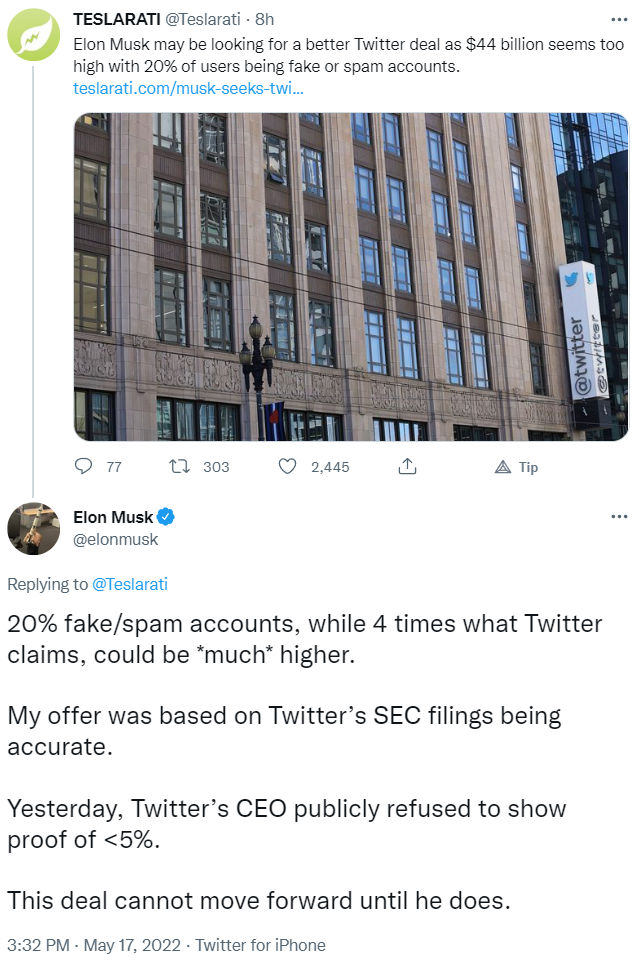 TESLARATI @Teslarati · 8h
Elon Musk may be looking for a better Twitter deal as $44 billion seems too
high with 20% of users being fake or spam accounts.
teslarati.com/musk-seeks-twi...
@twitter
@twitter
77 303 2,445 Tip
Elon Musk
@elonmusk
Replying to @Teslarati
20% fake/spam accounts, while 4 times what Twitter
claims, could be *much* higher.
My offer was based on Twitter’s SEC filings being
accurate.
Yesterday, Twitter’s CEO publicly refused to show
proof of <5%.
This deal cannot move forward until he does.
3:32 PM · May 17, 2022 · Twitter for iPhone